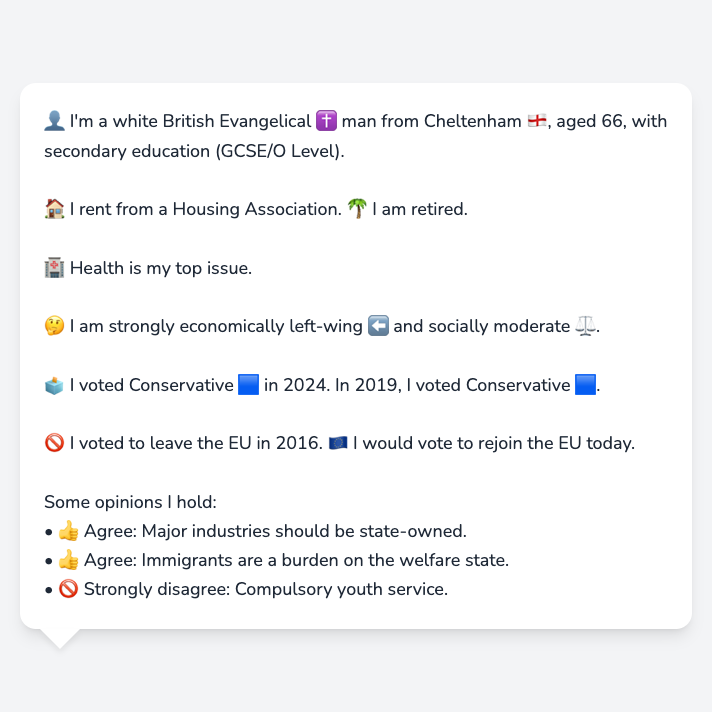 👤 I'm a white British Evangelical ✝️ man from Cheltenham 🏴󠁧󠁢󠁥󠁮󠁧󠁿, aged 66, with
secondary education (GCSE/O Level).
🏠 I rent from a Housing Association. 🌴 I am retired.
🏥 Health is my top issue.
🤔 I am strongly economically left-wing ⬅️ and socially moderate ⚖️.
🗳️ I voted Conservative 🟦 in 2024. In 2019, I voted Conservative 🟦.
🚫 I voted to leave the EU in 2016. 🇪🇺 I would vote to rejoin the EU today.
Some opinions I hold:
• 👍 Agree: Major industries should be state-owned.
• 👍 Agree: Immigrants are a burden on the welfare state.
• 🚫 Strongly disagree: Compulsory youth service.